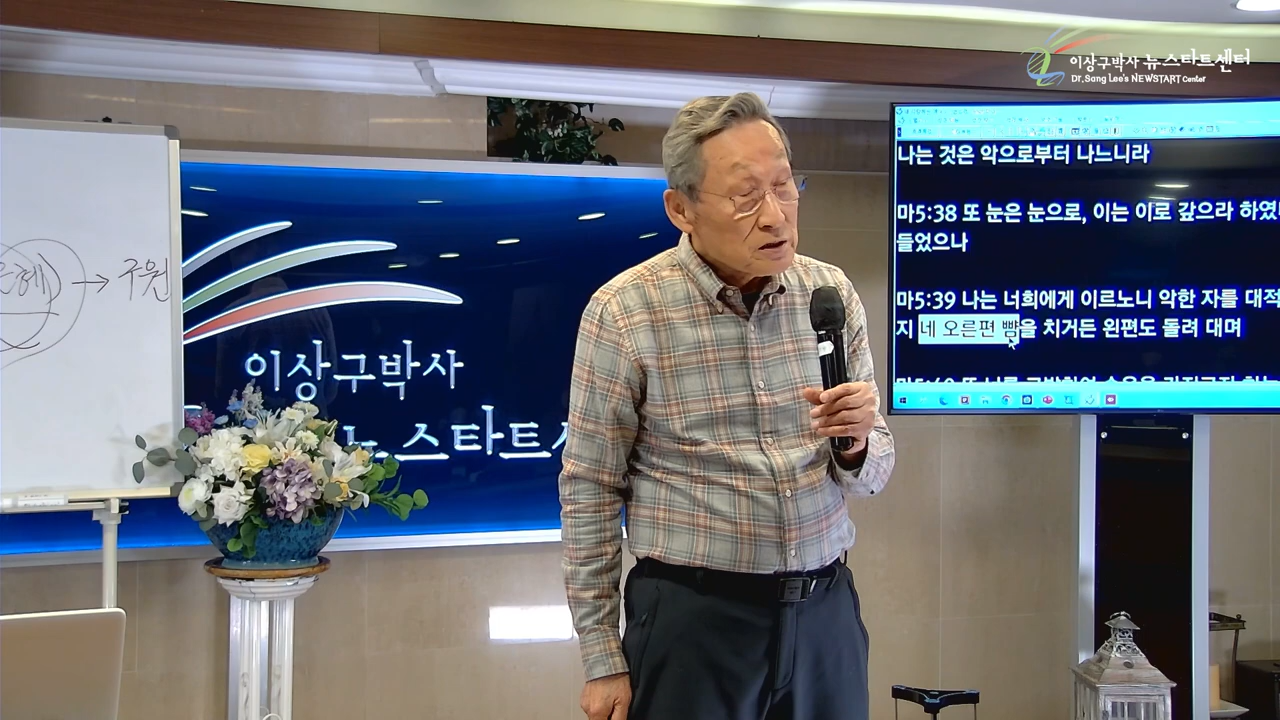 이상구박사 뉴스타트센터
Dr. Sang Lee's NEWSTART Center
나는 것은 악으로부터 나느니라
마5:38 또 눈은 눈으로, 이는 이로 갚으라 하였
들었으나
마5:39 나는 너희에게 이르노니 악한 자를 대적
지 네 오른편 뺨을 치거든 왼편도 돌려 대며
→ 구원
이상구박사
뉴스타트